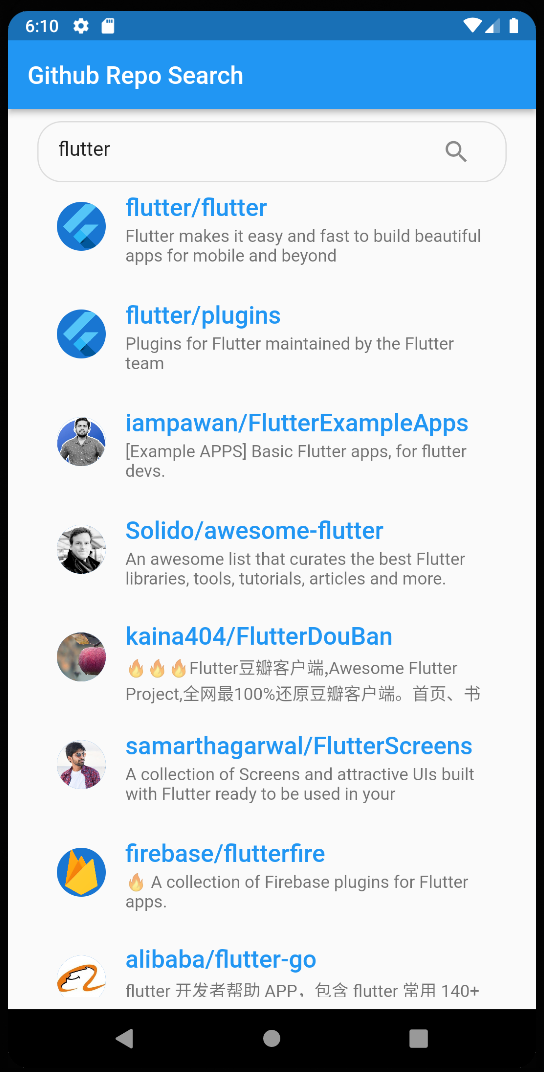 6:10
Github Repo Search
flutter
flutter/flutter
Flutter makes it easy and fast to build beautiful
apps for mobile and beyond
flutter/plugins
Plugins for Flutter maintained by the Flutter
team
iampawan/FlutterExampleApps
[Example APPS] Basic Flutter apps, for flutter
devs.
Solido/awesome-flutter
An awesome list that curates the best Flutter
libraries, tools, tutorials, articles and more.
kaina404/FlutterDouBan
🔥🔥🔥Flutter豆瓣客户端,Awesome Flutter
Project,全网最100%还原豆瓣客户端。首页、书
samarthagarwal/FlutterScreens
A collection of Screens and attractive UIs built
with Flutter ready to be used in your
firebase/flutterfire
🔥 A collection of Firebase plugins for Flutter
apps.
alibaba/flutter-go
flutter 开发者帮助 APP，包含 flutter 常用 140+